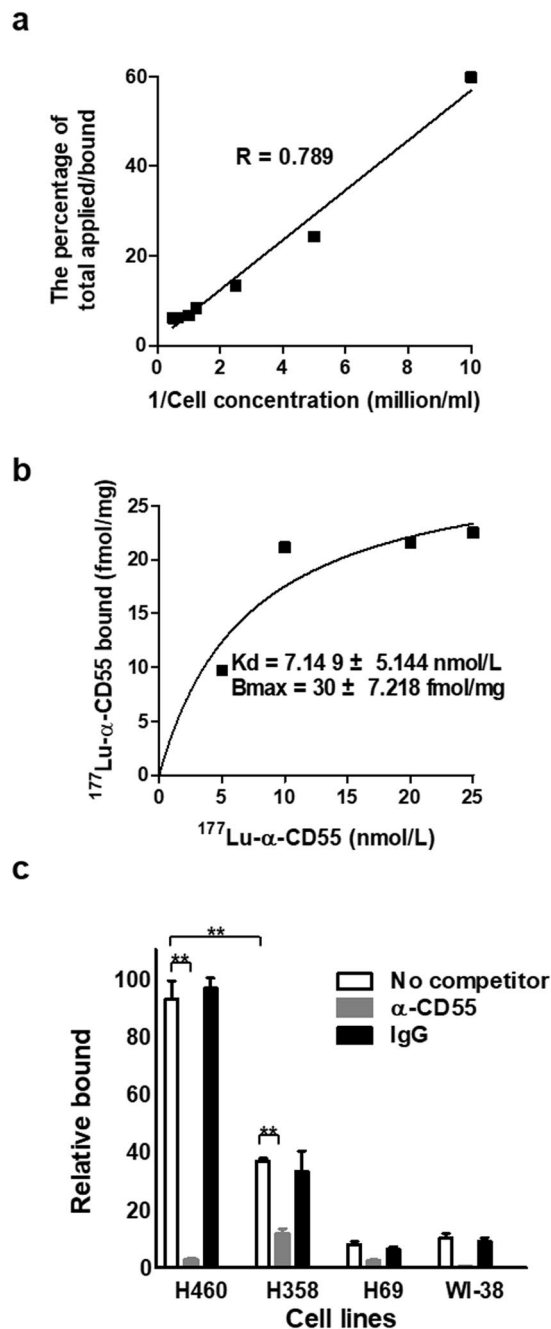 a
The percentage of
total applied/bound
60
40
20
0
R = 0.789
0 2 4 6 8 10
1/Cell concentration (million/ml)
b
¹⁷⁷Lu-α-CD55 bound (fmol/mg)
25
20
15
10
5
0
Kd = 7.14 9 ± 5.144 nmol/L
Bmax = 30 ± 7.218 fmol/mg
0 5 10 15 20 25
¹⁷⁷Lu-α-CD55 (nmol/L)
c
Relative bound
100
80
60
40
20
0
**
**
**
No competitor
α-CD55
IgG
H460 H358 H69 WI-38
Cell lines